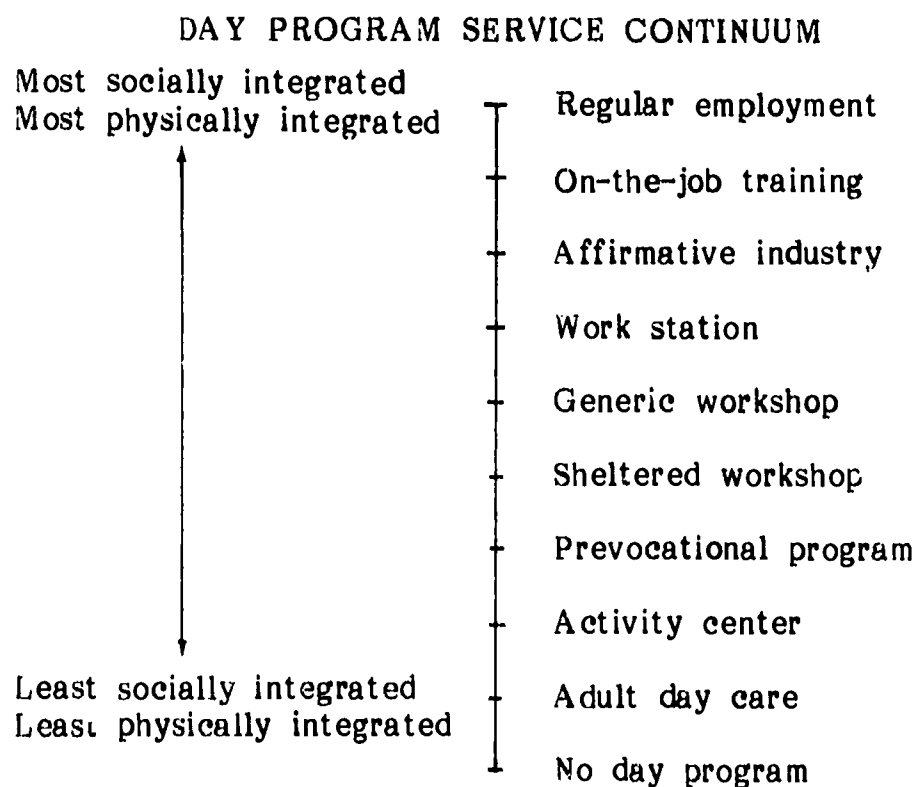 DAY PROGRAM SERVICE CONTINUUM
Most socially integrated
Most physically integrated
Regular employment
On-the-job training
Affirmative industry
Work station
Generic workshop
Sheltered workshop
Prevocational program
Activity center
Least socially integrated
Least physically integrated
Adult day care
No day program